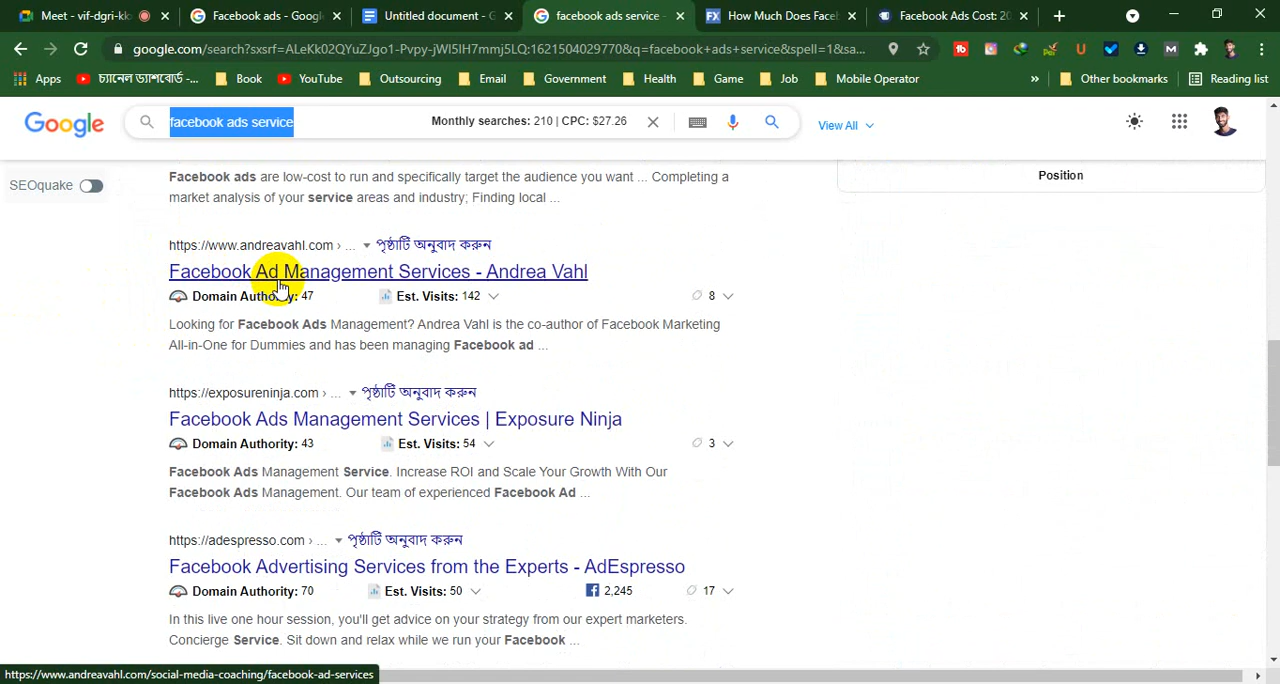 Meet - vif-dgri-kk
Facebook ads - Google
Untitled document - G
facebook ads service -
How Much Does Faceb
Facebook Ads Cost: 20
google.com/search?sxsrf=ALeKk02QYuZJgo1-Pvpy-jWI5IH7mmj5LQ:1621504029770&q=facebook+ads+service&spell=1&sa...
Apps
চ্যানেল ড্যাশবোর্ড -...
Book
YouTube
Outsourcing
Email
Government
Health
Game
Job
Mobile Operator
»
Other bookmarks
Reading list
Google
facebook ads service
Monthly searches: 210 | CPC: $27.26
View All
SEOquake
Facebook ads are low-cost to run and specifically target the audience you want ... Completing a
market analysis of your service areas and industry; Finding local ...
Position
https://www.andreavahl.com › ... পৃষ্ঠাটি অনুবাদ করুন
Facebook Ad Management Services - Andrea Vahl
Domain Authority: 47 Est. Visits: 142 8
Looking for Facebook Ads Management? Andrea Vahl is the co-author of Facebook Marketing
All-in-One for Dummies and has been managing Facebook ad ...
https://exposureninja.com › ... পৃষ্ঠাটি অনুবাদ করুন
Facebook Ads Management Services | Exposure Ninja
Domain Authority: 43 Est. Visits: 54 3
Facebook Ads Management Service. Increase ROI and Scale Your Growth With Our
Facebook Ads Management. Our team of experienced Facebook Ad ...
https://adespresso.com › ... পৃষ্ঠাটি অনুবাদ করুন
Facebook Advertising Services from the Experts - AdEspresso
Domain Authority: 70 Est. Visits: 50 2,245 17
In this live one hour session, you'll get advice on your strategy from our expert marketers.
Concierge Service. Sit down and relax while we run your Facebook ...
https://www.andreavahl.com/social-media-coaching/facebook-ad-services